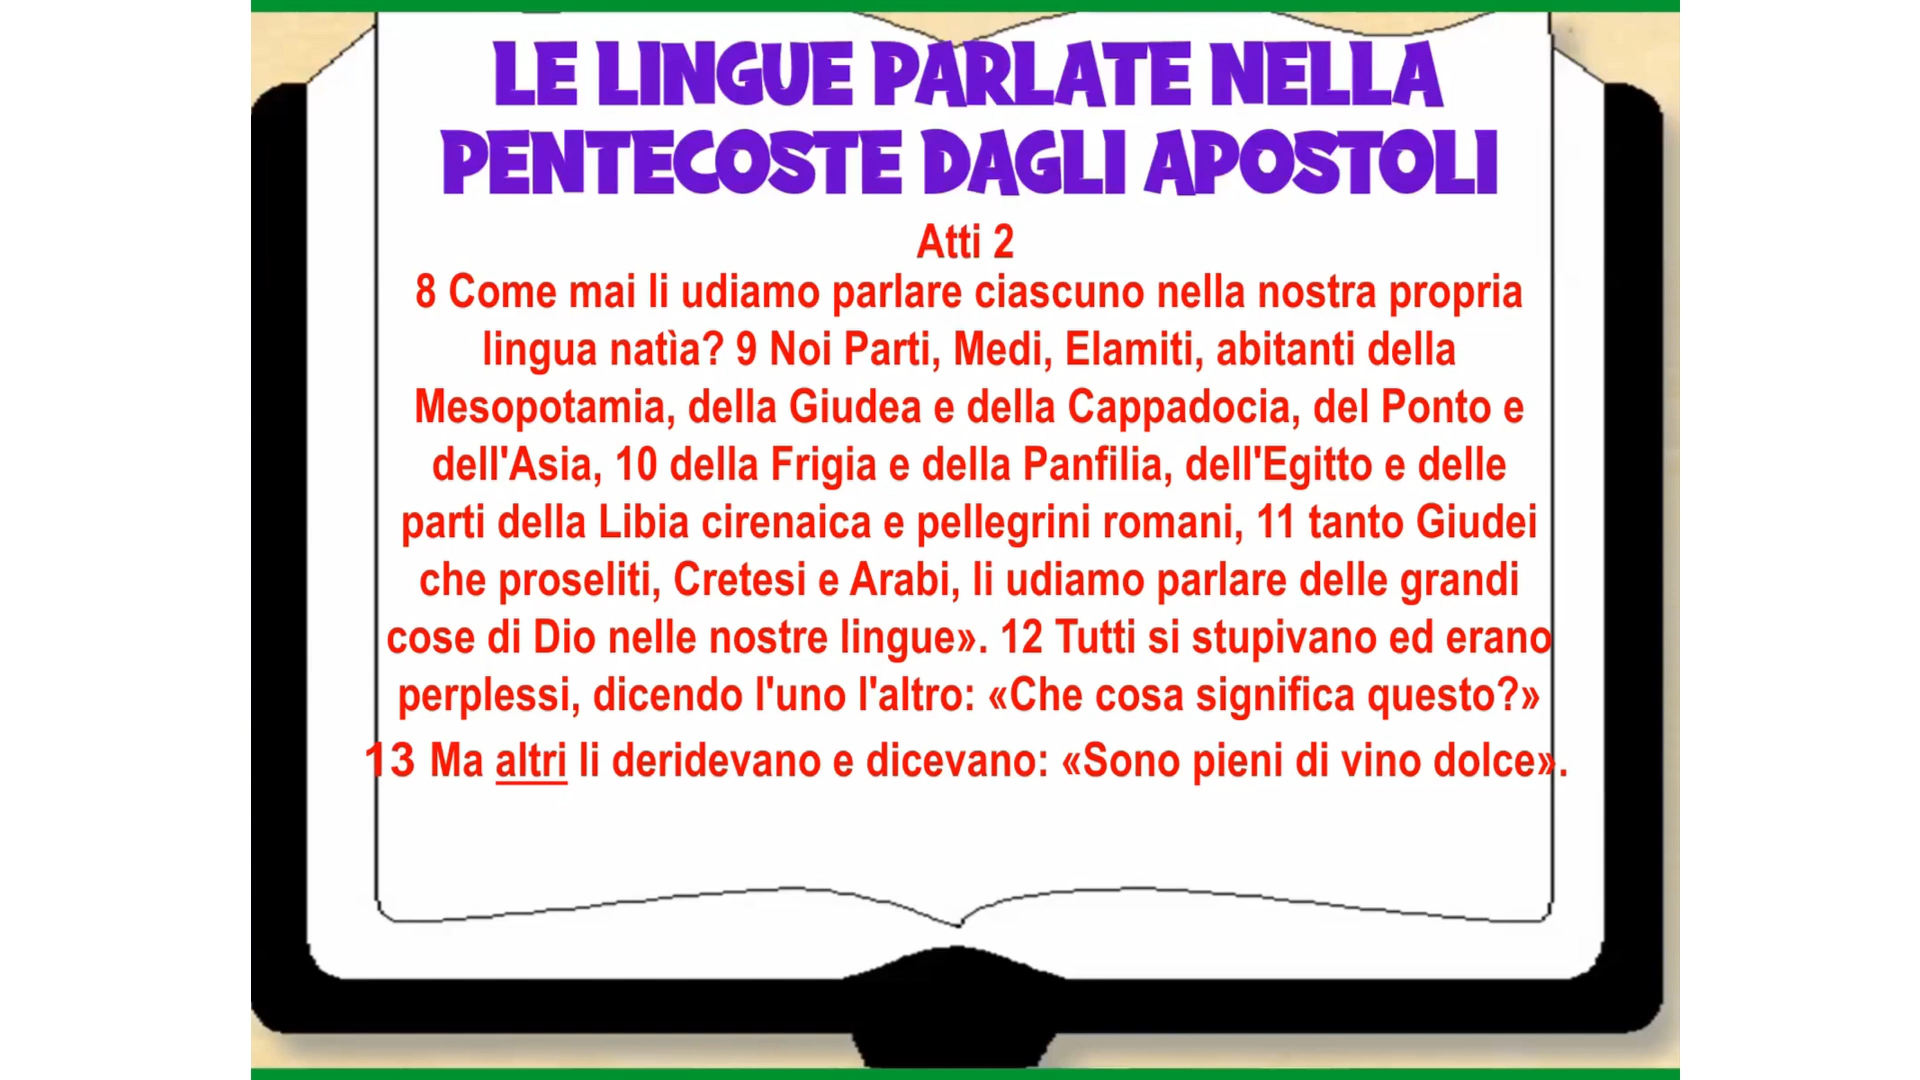 LE LINGUE PARLATE NELLA
PENTECOSTE DAGLI APOSTOLI
Atti 2
8 Come mai li udiamo parlare ciascuno nella nostra propria
lingua natìa? 9 Noi Parti, Medi, Elamiti, abitanti della
Mesopotamia, della Giudea e della Cappadocia, del Ponto e
dell'Asia, 10 della Frigia e della Panfilia, dell'Egitto e delle
parti della Libia cirenaica e pellegrini romani, 11 tanto Giudei
che proseliti, Cretesi e Arabi, li udiamo parlare delle grandi
cose di Dio nelle nostre lingue». 12 Tutti si stupivano ed erano
perplessi, dicendo l'uno l'altro: «Che cosa significa questo?»
13 Ma altri li deridevano e dicevano: «Sono pieni di vino dolce».